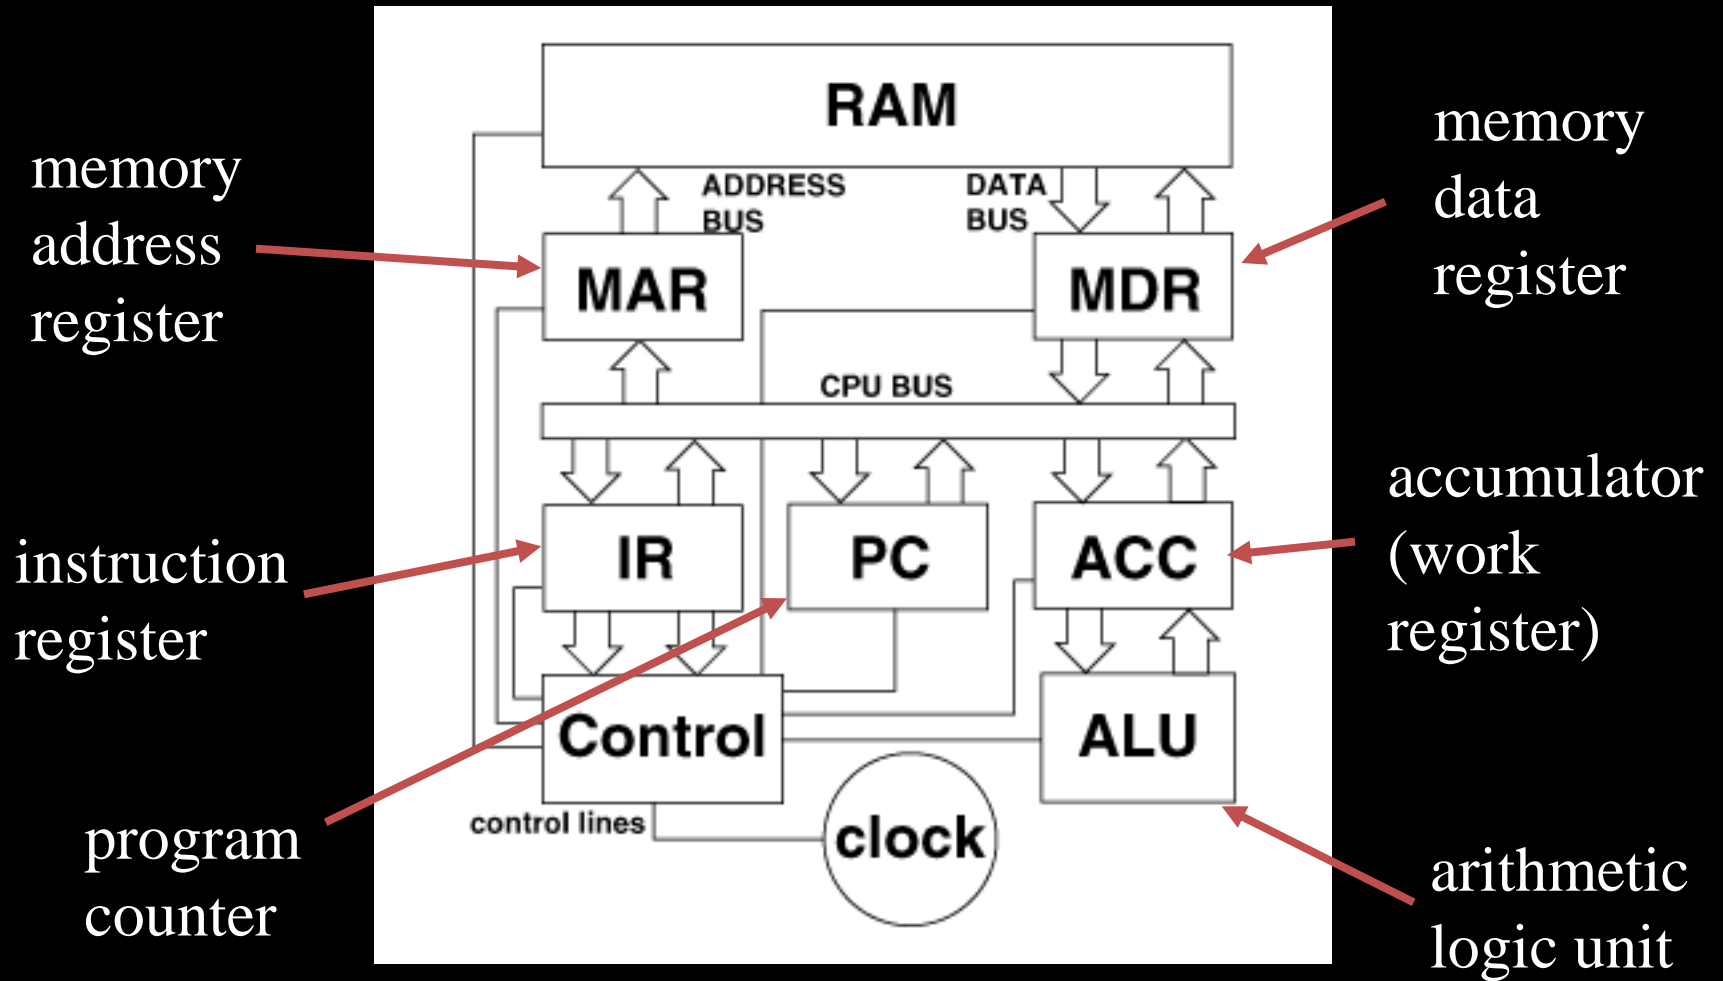 RAM
memory
address
register
ADDRESS
BUS
DATA
BUS
memory
data
register
MAR
MDR
CPU BUS
instruction
register
IR
PC
ACC
accumulator
(work
register)
Control
ALU
control lines
clock
program
counter
arithmetic
logic unit